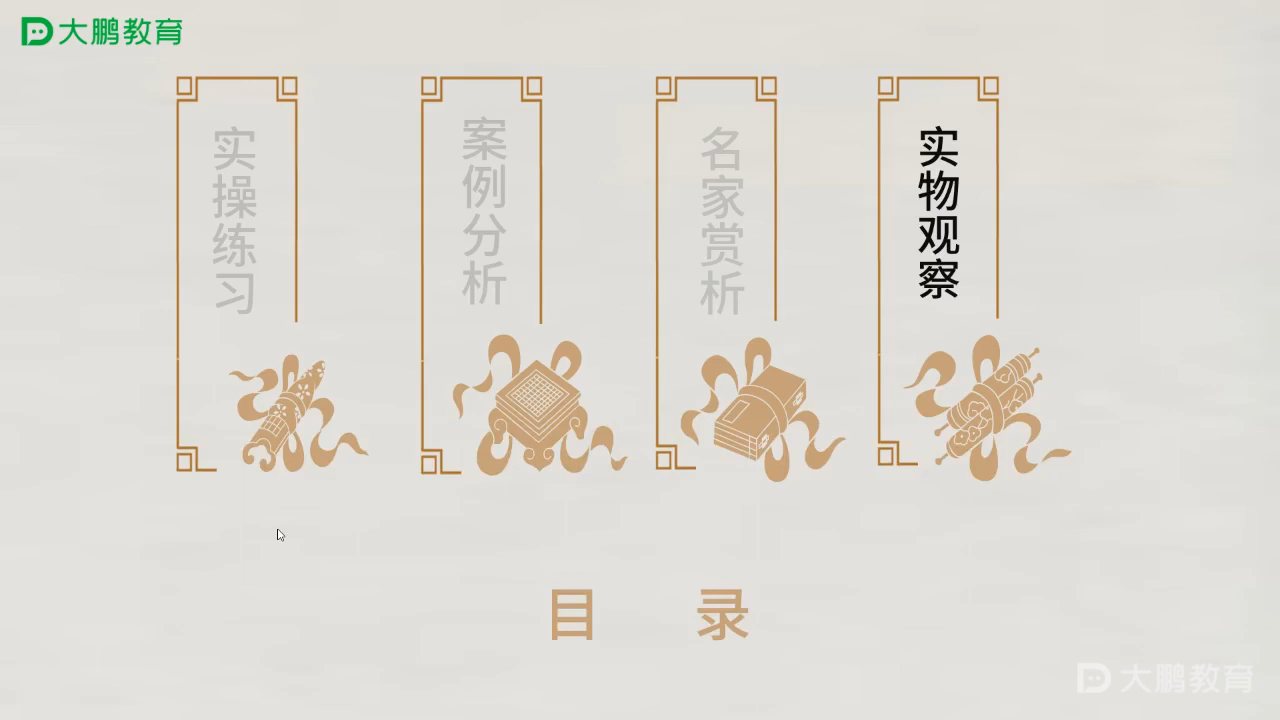 大鹏教育
实物观察
名家赏析
案例分析
实操练习
目 录
大鹏教育